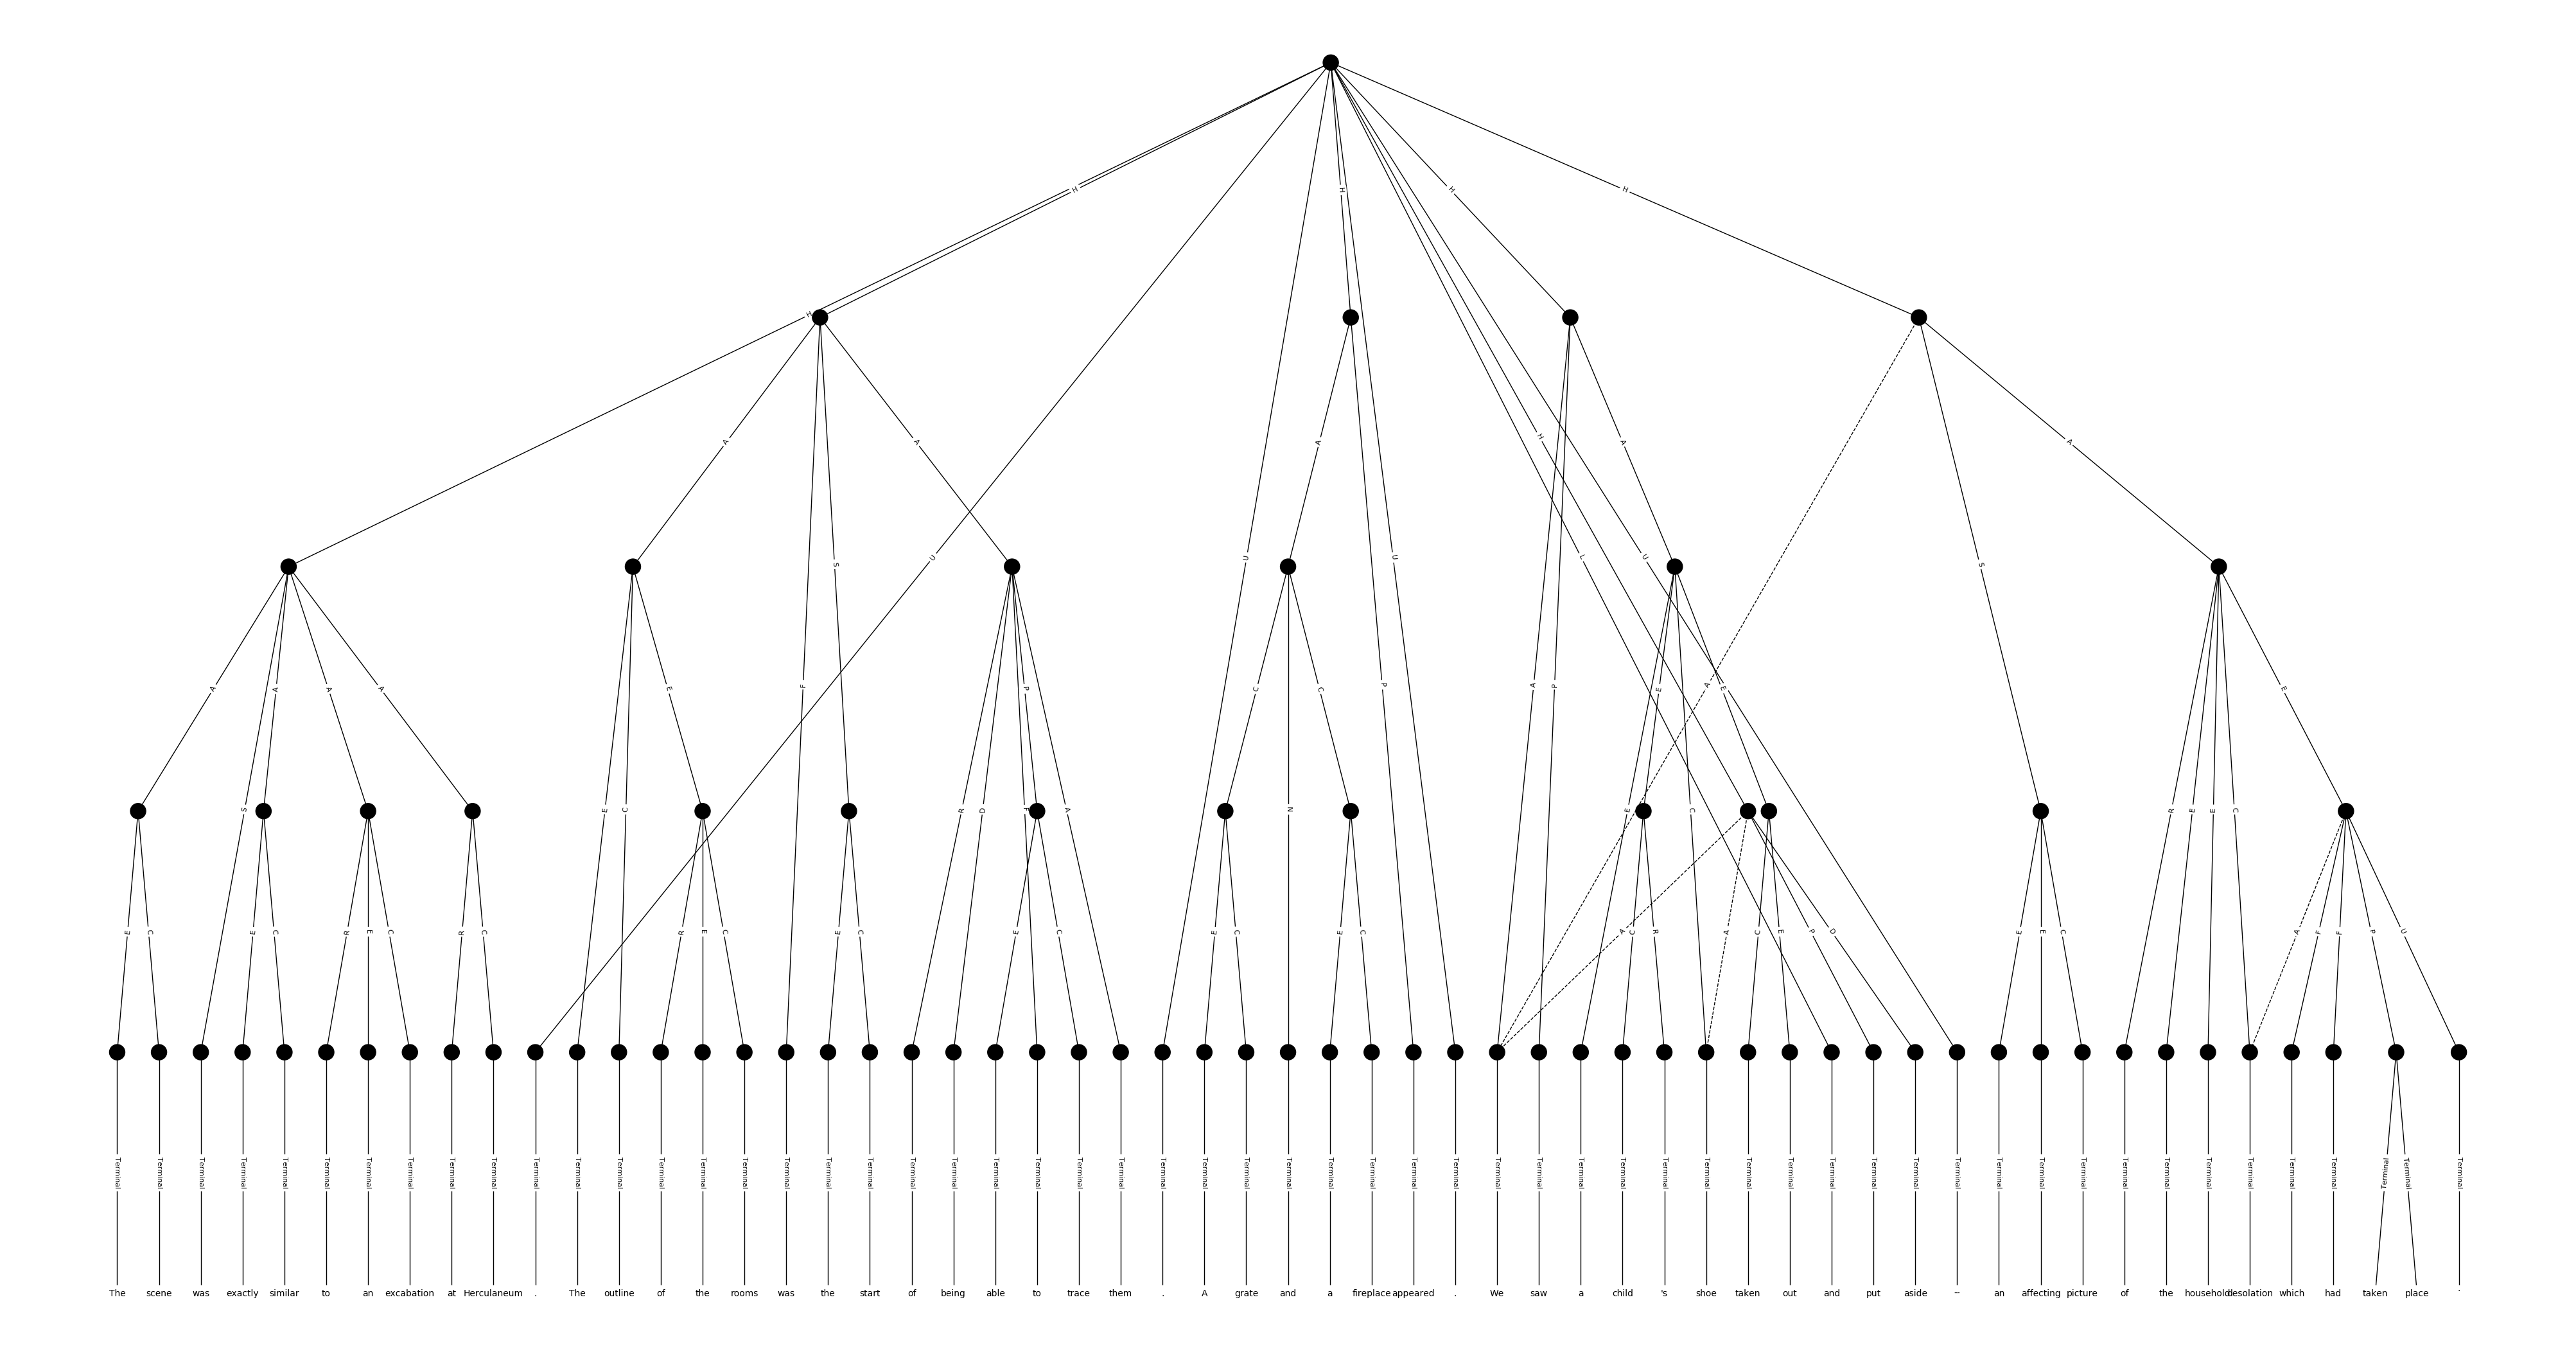 H H H H H
H
A A H
U S U U L U S
A A A A E F P C C P A P E A E E
S E C R D F A N E C R E E C
E C E C R E C R C R E C E C E C E C E C A C R A C E P D E E C A F F P U
Terminal Terminal Terminal Terminal Terminal Terminal Terminal Terminal Terminal Terminal Terminal Terminal Terminal Terminal Terminal Terminal Terminal Terminal Terminal Terminal Terminal Terminal Terminal Terminal Terminal Terminal Terminal Terminal Terminal Terminal Terminal Terminal Terminal Terminal Terminal Terminal Terminal Terminal Terminal Terminal Terminal Terminal Terminal Terminal Terminal Terminal Terminal Terminal Terminal Terminal Terminal Terminal Terminal Terminal Terminal Terminal Terminal
The scene was exactly similar to an excabation at Herculaneum . The outline of the rooms was the start of being able to trace them . A grate and a fireplace appeared . We saw a child 's shoe taken out and put aside -- an affecting picture of the household desolation which had taken place .